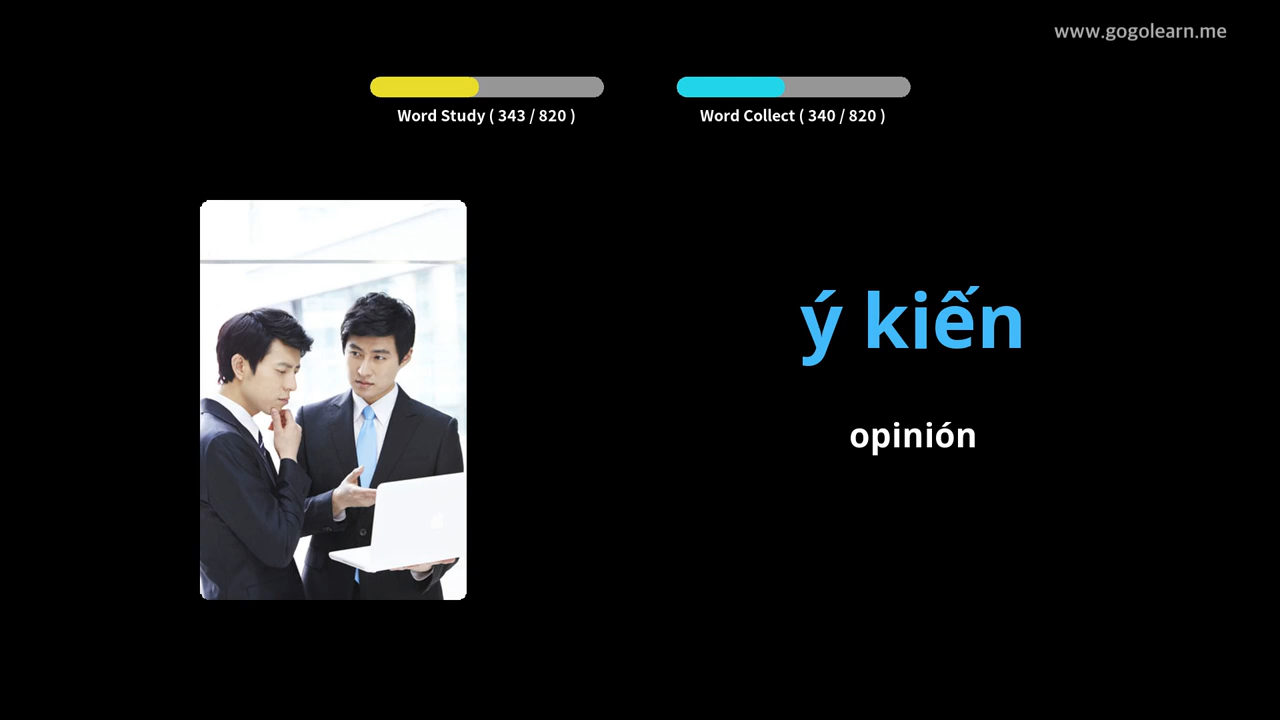 www.gogolearn.me
Word Study ( 343 / 820 )
Word Collect ( 340 / 820 )
ý kiến
opinión